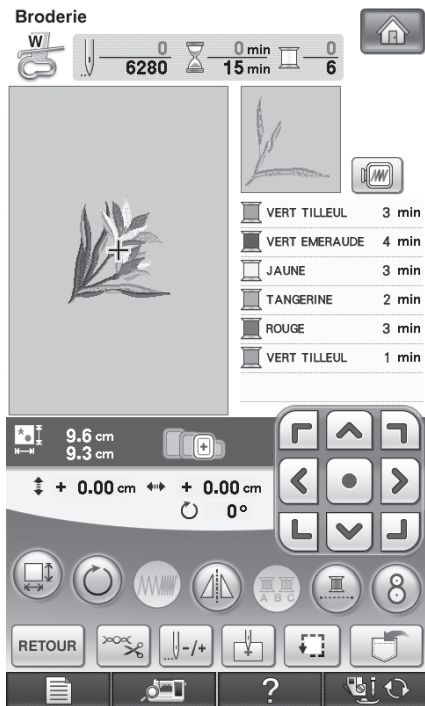 Broderie
W
0 0 min 0
6280 15 min 6
VERT TILLEUL 3 min
VERT EMERAUDE 4 min
JAUNE 3 min
TANGERINE 2 min
ROUGE 3 min
VERT TILLEUL 1 min
9.6 cm
9.3 cm
+ 0.00 cm + 0.00 cm
0°
A B C
8
RETOUR -/+
?